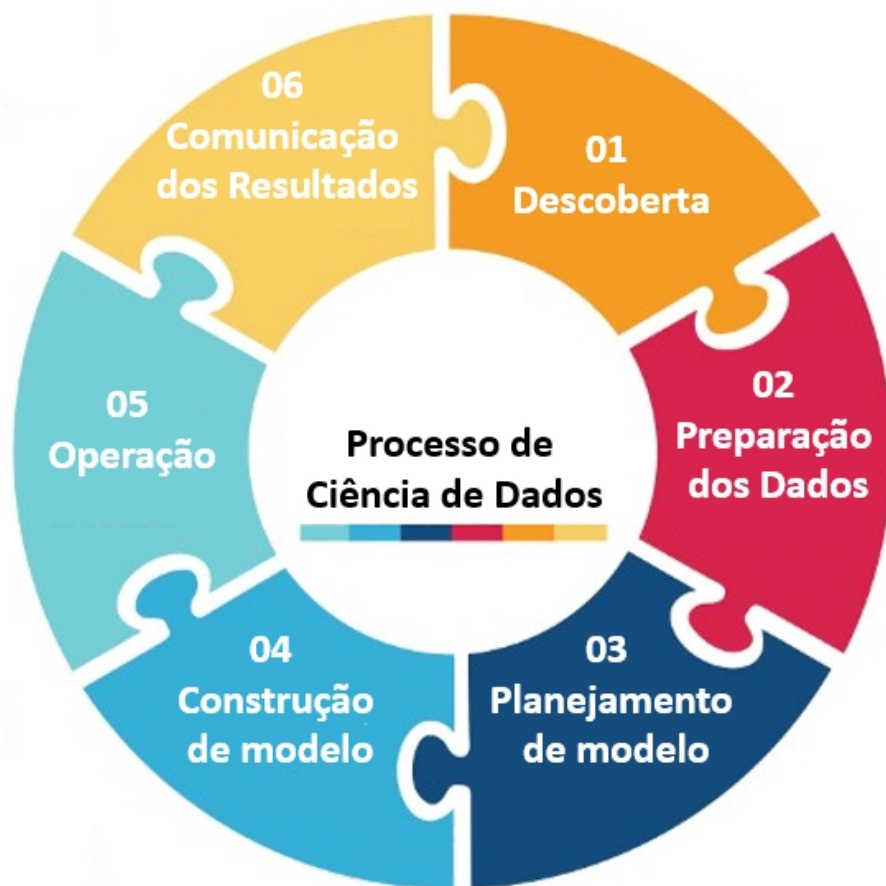 Processo de
Ciência de Dados
01
Descoberta
02
Preparação
dos Dados
03
Planejamento
de modelo
04
Construção
de modelo
05
Operação
06
Comunicação
dos Resultados